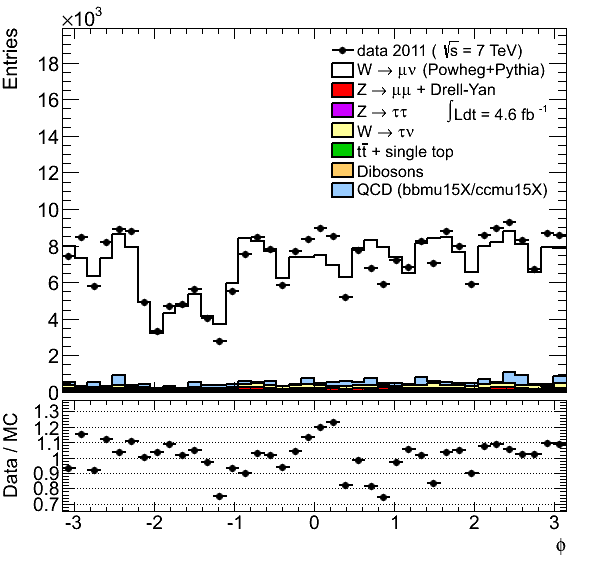 ×10³
Entries
18
16
14
12
10
8
6
4
2
0
data 2011 ( √s = 7 TeV)
W → μν (Powheg+Pythia)
Z → μμ + Drell-Yan
Z → ττ
∫Ldt = 4.6 fb⁻¹
W → τν
tt̅ + single top
Dibosons
QCD (bbmu15X/ccmu15X)
Data / MC
1.3
1.2
1.1
1
0.9
0.8
0.7
-3 -2 -1 0 1 2 3
ϕ